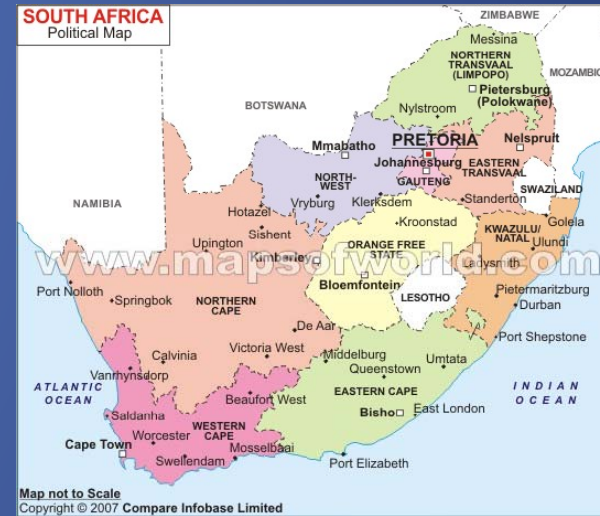 SOUTH AFRICA
Political Map
ZIMBABWE
Messina
NORTHERN
TRANSVAAL
(LIMPOPO)
MOZAMBIC
Pietersburg
(Polokwane)
BOTSWANA
Nylstroom
PRETORIA
Nelspruit
Mmabatho
Johannesburg
EASTERN
TRANSVAAL
NORTH-
WEST
GAUTENG
SWAZILAND
NAMIBIA
Vryburg
Klerksdem
Standerton
Hotazel
Golela
Kroonstad
KWAZULU/
NATAL
Sishent
Upington
ORANGE FREE
STATE
Ulundi
Kimberley
Ladysmith
www.mapsofworld.com
Port Nolloth
Bloemfontein
LESOTHO
Pietermaritzburg
Springbok
NORTHERN
CAPE
Durban
De Aar
Port Shepstone
Calvinia
Victoria West
Middelburg
Umtata
Vanrhynsdorp
Queenstown
ATLANTIC
OCEAN
INDIAN
OCEAN
Beaufort West
EASTERN CAPE
Saldanha
WESTERN
CAPE
Bisho
East London
Worcester
Cape Town
Mosselbaai
Swellendam
Port Elizabeth
Map not to Scale
Copyright © 2007 Compare Infobase Limited